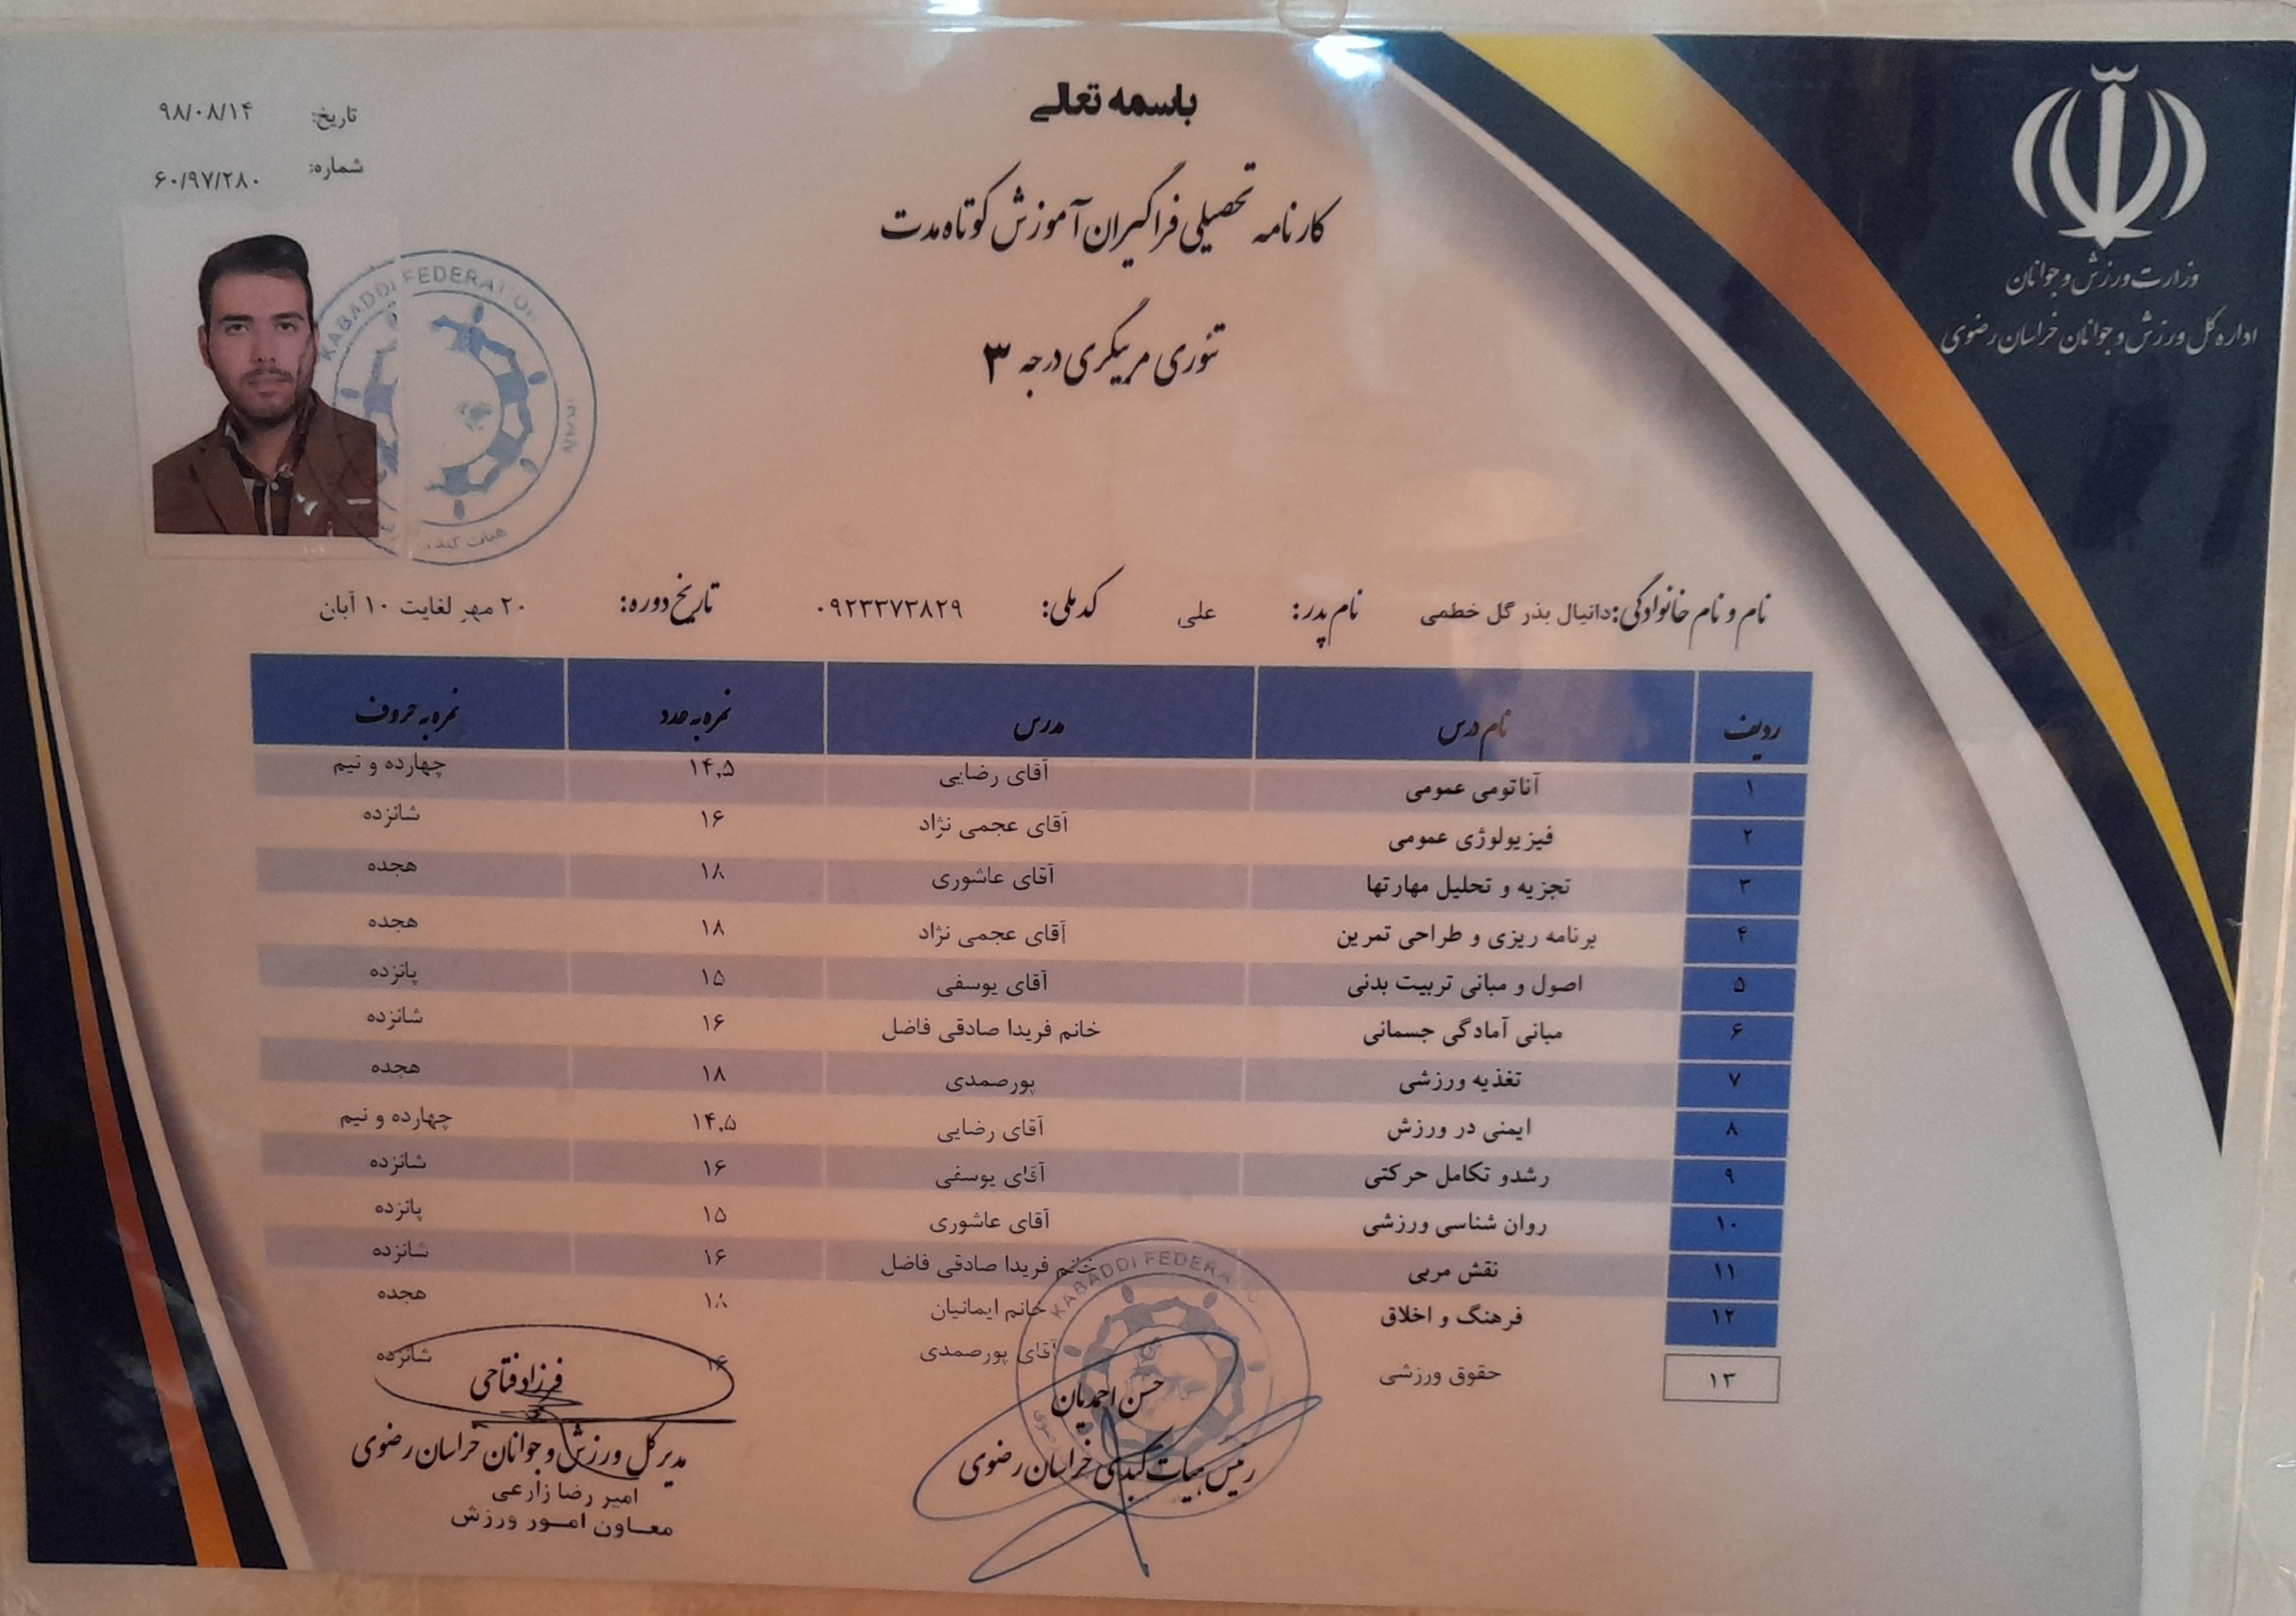 باسمه تعالی
تاریخ: ۹۸/۰۸/۱۴
شماره: ۶۰/۹۷/۲۸۰
وزارت ورزش و جوانان
اداره کل ورزش و جوانان خراسان رضوی
کارنامه تحصیلی فراگیران آموزش کوتاه مدت
تئوری مربیگری درجه ۳
KABADDI FEDERATION
نام و نام خانوادگی: دانیال بذر گل خطمی نام پدر: علی کد ملی: ۰۹۲۳۳۷۳۸۲۹ تاریخ دوره: ۲۰ مهر لغایت ۱۰ آبان
ردیف نام درس مدرس نمره به عدد نمره به حروف
۱ آناتومی عمومی آقای رضایی ۱۴,۵ چهارده و نیم
۲ فیزیولوژی عمومی آقای عجمی نژاد ۱۶ شانزده
۳ تجزیه و تحلیل مهارتها آقای عاشوری ۱۸ هجده
۴ برنامه ریزی و طراحی تمرین آقای عجمی نژاد ۱۸ هجده
۵ اصول و مبانی تربیت بدنی آقای یوسفی ۱۵ پانزده
۶ مبانی آمادگی جسمانی خانم فریدا صادقی فاضل ۱۶ شانزده
۷ تغذیه ورزشی پورصمدی ۱۸ هجده
۸ ایمنی در ورزش آقای رضایی ۱۴,۵ چهارده و نیم
۹ رشدو تکامل حرکتی آقای یوسفی ۱۶ شانزده
۱۰ روان شناسی ورزشی آقای عاشوری ۱۵ پانزده
۱۱ نقش مربی خانم فریدا صادقی فاضل ۱۶ شانزده
۱۲ فرهنگ و اخلاق خانم ایمانیان ۱۸ هجده
۱۳ حقوق ورزشی آقای پورصمدی ۱۶ شانزده
KABADDI FEDERA
حسن احمدیان
رئیس هیات کبدی خراسان رضوی
فرزاد فتاحی
مدیر کل ورزش و جوانان خراسان رضوی
امیر رضا زارعی
معاون امور ورزش